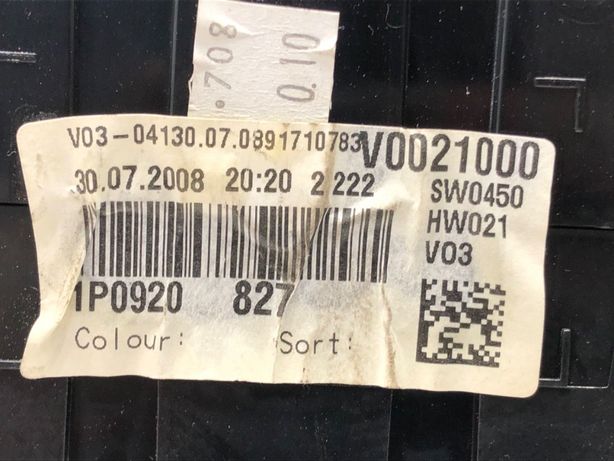 .708
0.10
V03-04130.07.0891710783
V0021000
30.07.2008 20:20 2 222
SW0450
HW021
V03
1P0920 827
Colour: Sort: